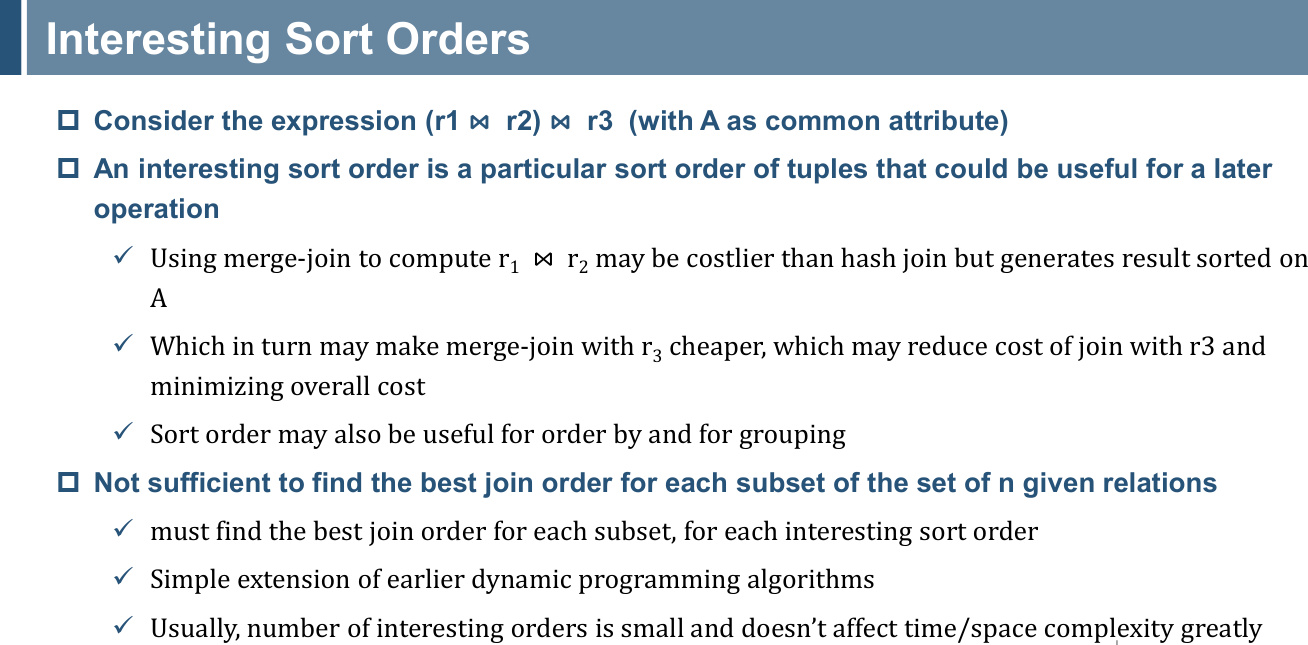 Interesting Sort Orders
Consider the expression (r1 ⋈ r2) ⋈ r3 (with A as common attribute)
An interesting sort order is a particular sort order of tuples that could be useful for a later
operation
✓ Using merge-join to compute r₁ ⋈ r₂ may be costlier than hash join but generates result sorted on
A
✓ Which in turn may make merge-join with r₃ cheaper, which may reduce cost of join with r3 and
minimizing overall cost
✓ Sort order may also be useful for order by and for grouping
Not sufficient to find the best join order for each subset of the set of n given relations
✓ must find the best join order for each subset, for each interesting sort order
✓ Simple extension of earlier dynamic programming algorithms
✓ Usually, number of interesting orders is small and doesn’t affect time/space complexity greatly